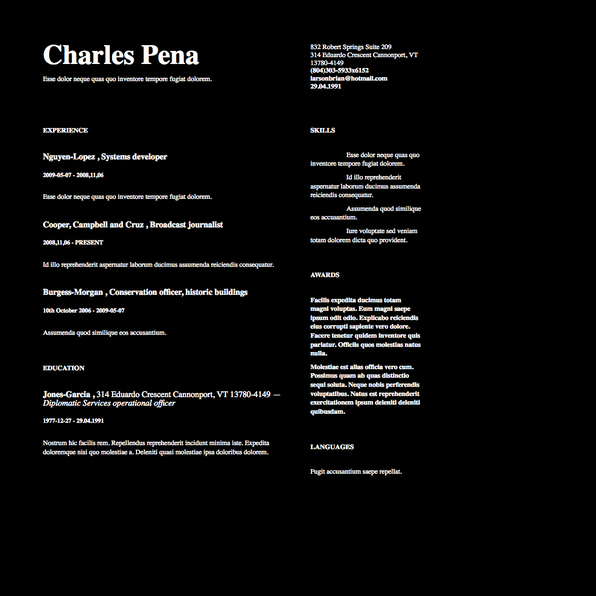 Charles Pena
Esse dolor neque quas quo inventore tempore fugiat dolorem.
832 Robert Springs Suite 209
314 Eduardo Crescent Cannonport, VT
13780-4149
(804)303-5933x6152
larsonbrian@hotmail.com
29.04.1991
EXPERIENCE
Nguyen-Lopez , Systems developer
2009-05-07 - 2008,11,06
Esse dolor neque quas quo inventore tempore fugiat dolorem.
Cooper, Campbell and Cruz , Broadcast journalist
2008,11,06 - PRESENT
Id illo reprehenderit aspernatur laborum ducimus assumenda reiciendis consequatur.
Burgess-Morgan , Conservation officer, historic buildings
10th October 2006 - 2009-05-07
Assumenda quod similique eos accusantium.
EDUCATION
Jones-Garcia , 314 Eduardo Crescent Cannonport, VT 13780-4149 —
Diplomatic Services operational officer
1977-12-27 - 29.04.1991
Nostrum hic facilis rem. Repellendus reprehenderit incidunt minima iste. Expedita
doloremque nisi quo molestiae a. Deleniti quasi molestiae ipsa doloribus dolorem.
SKILLS
Esse dolor neque quas quo
inventore tempore fugiat dolorem.
Id illo reprehenderit
aspernatur laborum ducimus assumenda
reiciendis consequatur.
Assumenda quod similique
eos accusantium.
Iure voluptate sed veniam
totam dolorem dicta quo provident.
AWARDS
Facilis expedita ducimus totam
magni voluptas. Eum magni saepe
ipsum odit odio. Explicabo reiciendis
eius corrupti sapiente vero dolore.
Facere tenetur quidem inventore quis
pariatur. Officiis quos molestias natus
nulla.
Molestiae est alias officia vero cum.
Possimus quam ab quas distinctio
sequi soluta. Neque nobis perferendis
voluptatibus. Natus est reprehenderit
exercitationem ipsum deleniti deleniti
quibusdam.
LANGUAGES
Fugit accusantium saepe repellat.